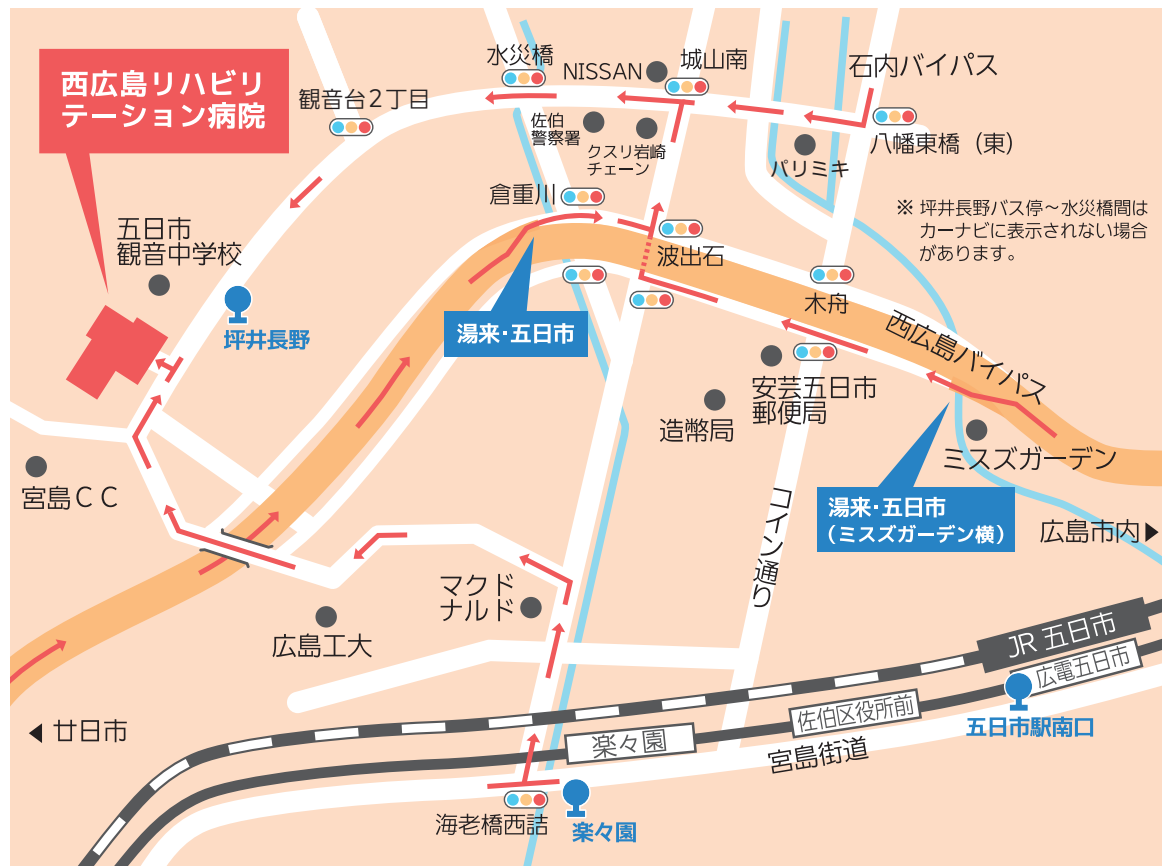 西広島リハビリ
テーション病院
水災橋
NISSAN
城山南
石内バイパス
観音台2丁目
佐伯
警察署
クスリ岩崎
チェーン
八幡東橋（東）
パリミキ
倉重川
※ 坪井長野バス停〜水災橋間は
カーナビに表示されない場合
があります。
五日市
観音中学校
波出石
木舟
坪井長野
湯来･五日市
西広島バイパス
安芸五日市
郵便局
造幣局
ミスズガーデン
宮島ＣＣ
湯来･五日市
（ミスズガーデン横）
コイン通り
広島市内
マクド
ナルド
広島工大
JR 五日市
広電五日市
佐伯区役所前
五日市駅南口
廿日市
楽々園
宮島街道
海老橋西詰
楽々園